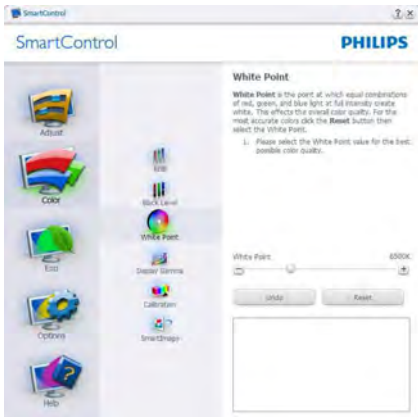 SmartControl
SmartControl
PHILIPS
Adjust
Color
Eco
Options
Help
RGB
Black Level
White Point
Display Gamma
Calibration
SmartImage
White Point
White Point is the point at which equal combinations
of red, green, and blue light at full intensity create
white. This effects the overall color quality. For the
most accurate colors click the Reset button then
select the White Point.
1. Please select the White Point value for the best
possible color quality.
White Point 6500K
Undo Reset